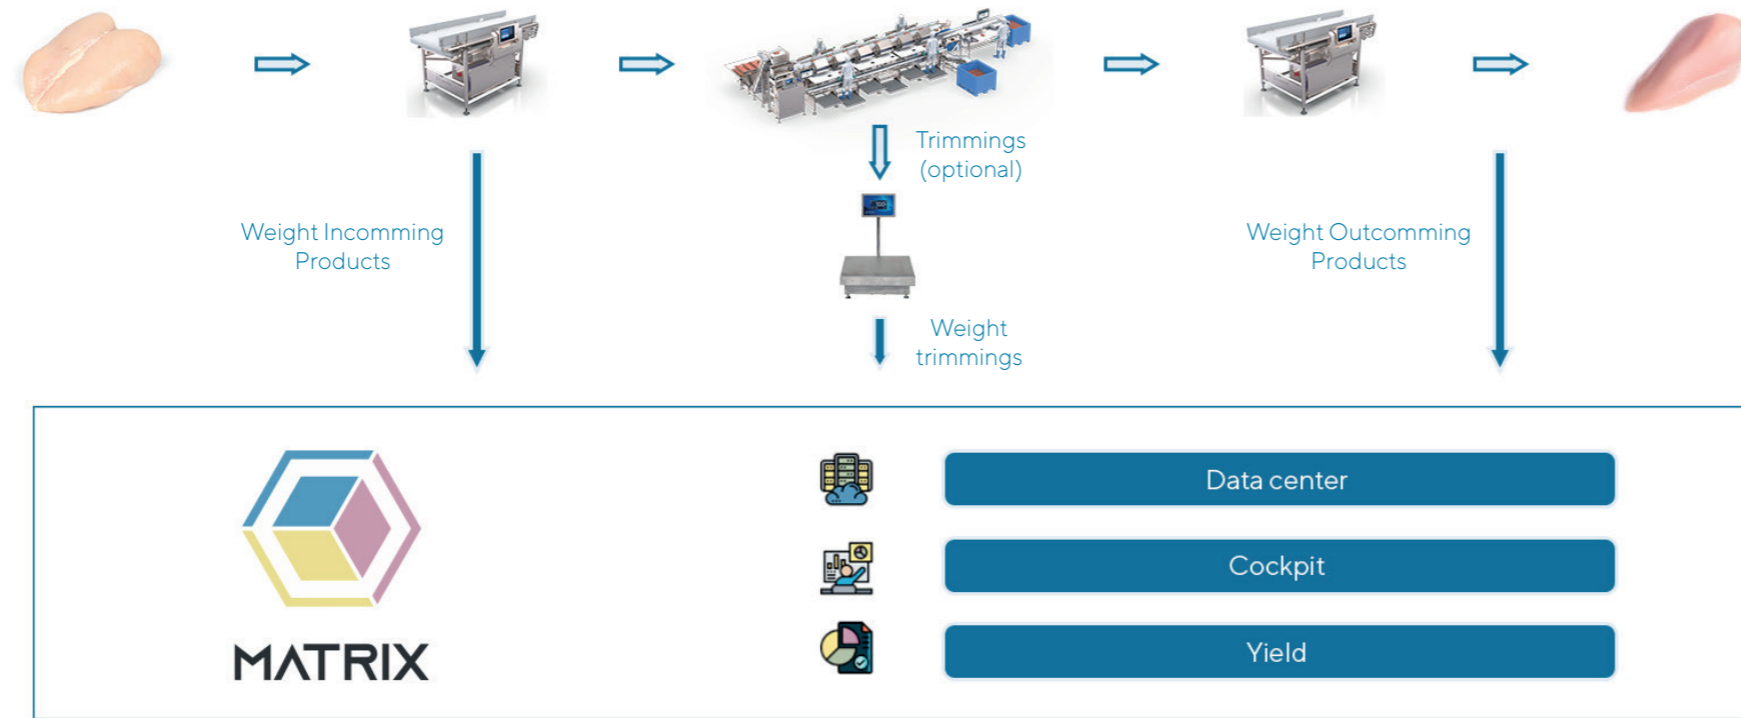 Trimmings
(optional)
Weight Incomming
Products
Weight Outcomming
Products
Weight
trimmings
Data center
Cockpit
MATRIX
Yield